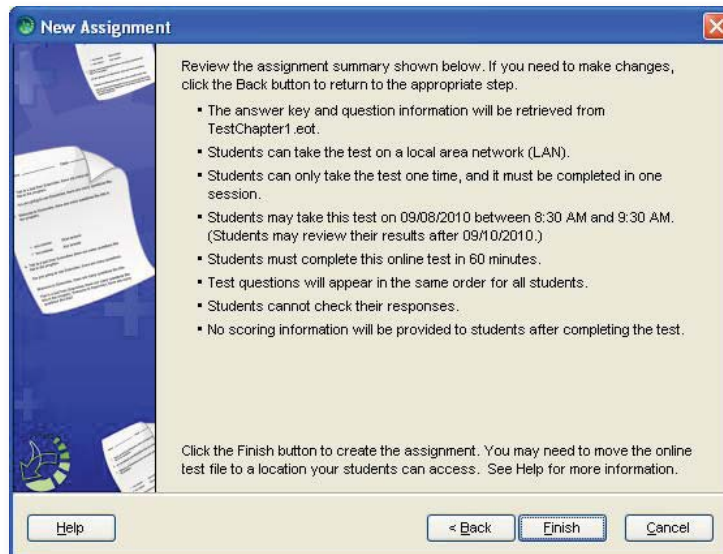 New Assignment
Review the assignment summary shown below. If you need to make changes,
click the Back button to return to the appropriate step.
▪ The answer key and question information will be retrieved from
TestChapter1.eot.
▪ Students can take the test on a local area network (LAN).
▪ Students can only take the test one time, and it must be completed in one
session.
▪ Students may take this test on 09/08/2010 between 8:30 AM and 9:30 AM.
(Students may review their results after 09/10/2010.)
▪ Students must complete this online test in 60 minutes.
▪ Test questions will appear in the same order for all students.
▪ Students cannot check their responses.
▪ No scoring information will be provided to students after completing the test.
Click the Finish button to create the assignment. You may need to move the online
test file to a location your students can access. See Help for more information.
Help
< Back
Finish
Cancel